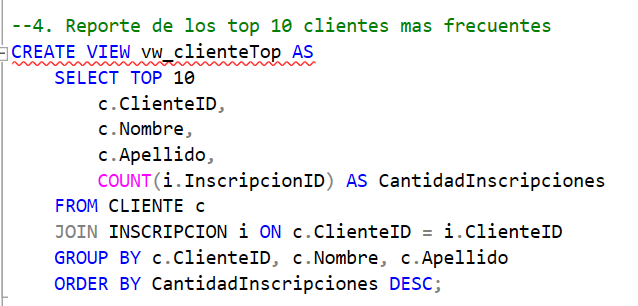 --4. Reporte de los top 10 clientes mas frecuentes
CREATE VIEW vw_clienteTop AS
    SELECT TOP 10
        c.ClienteID,
        c.Nombre,
        c.Apellido,
        COUNT(i.InscripcionID) AS CantidadInscripciones
    FROM CLIENTE c
    JOIN INSCRIPCION i ON c.ClienteID = i.ClienteID
    GROUP BY c.ClienteID, c.Nombre, c.Apellido
    ORDER BY CantidadInscripciones DESC;